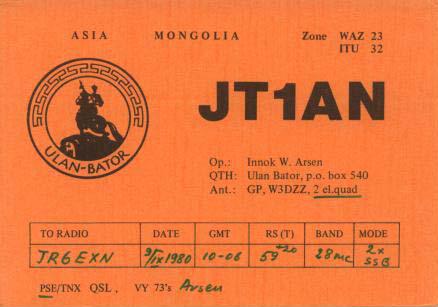 ASIA MONGOLIA Zone WAZ 23
ITU 32
JT1AN
ULAN-BATOR
Op.: Innok W. Arsen
QTH: Ulan Bator, p.o. box 540
Ant.: GP, W3DZZ, 2 el.quad
TO RADIO DATE GMT RS (T) BAND MODE
JR6EXN 9/IX 1980 10-06 59+20 28mc 2x SSB
PSE/TNX QSL, VY 73's Arsen